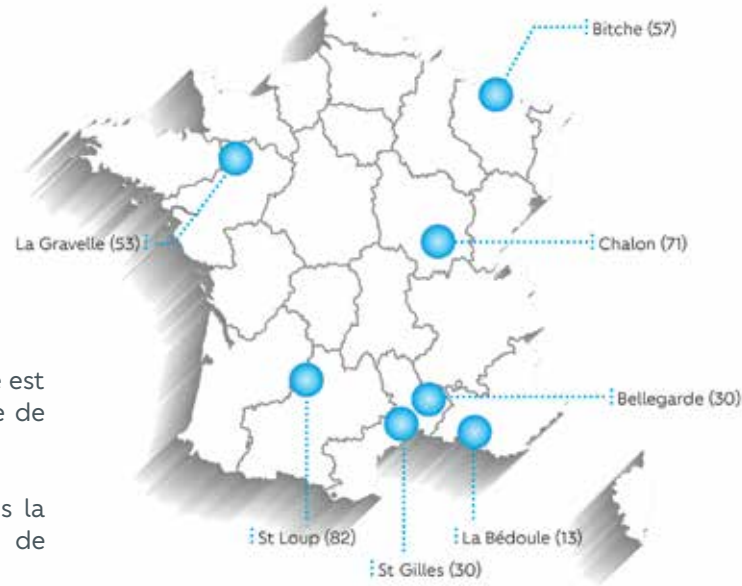 Bitche (57)
La Gravelle (53)
Chalon (71)
est
e de
Bellegarde (30)
s la
de
St Loup (82)
La Bédoule (13)
St Gilles (30)